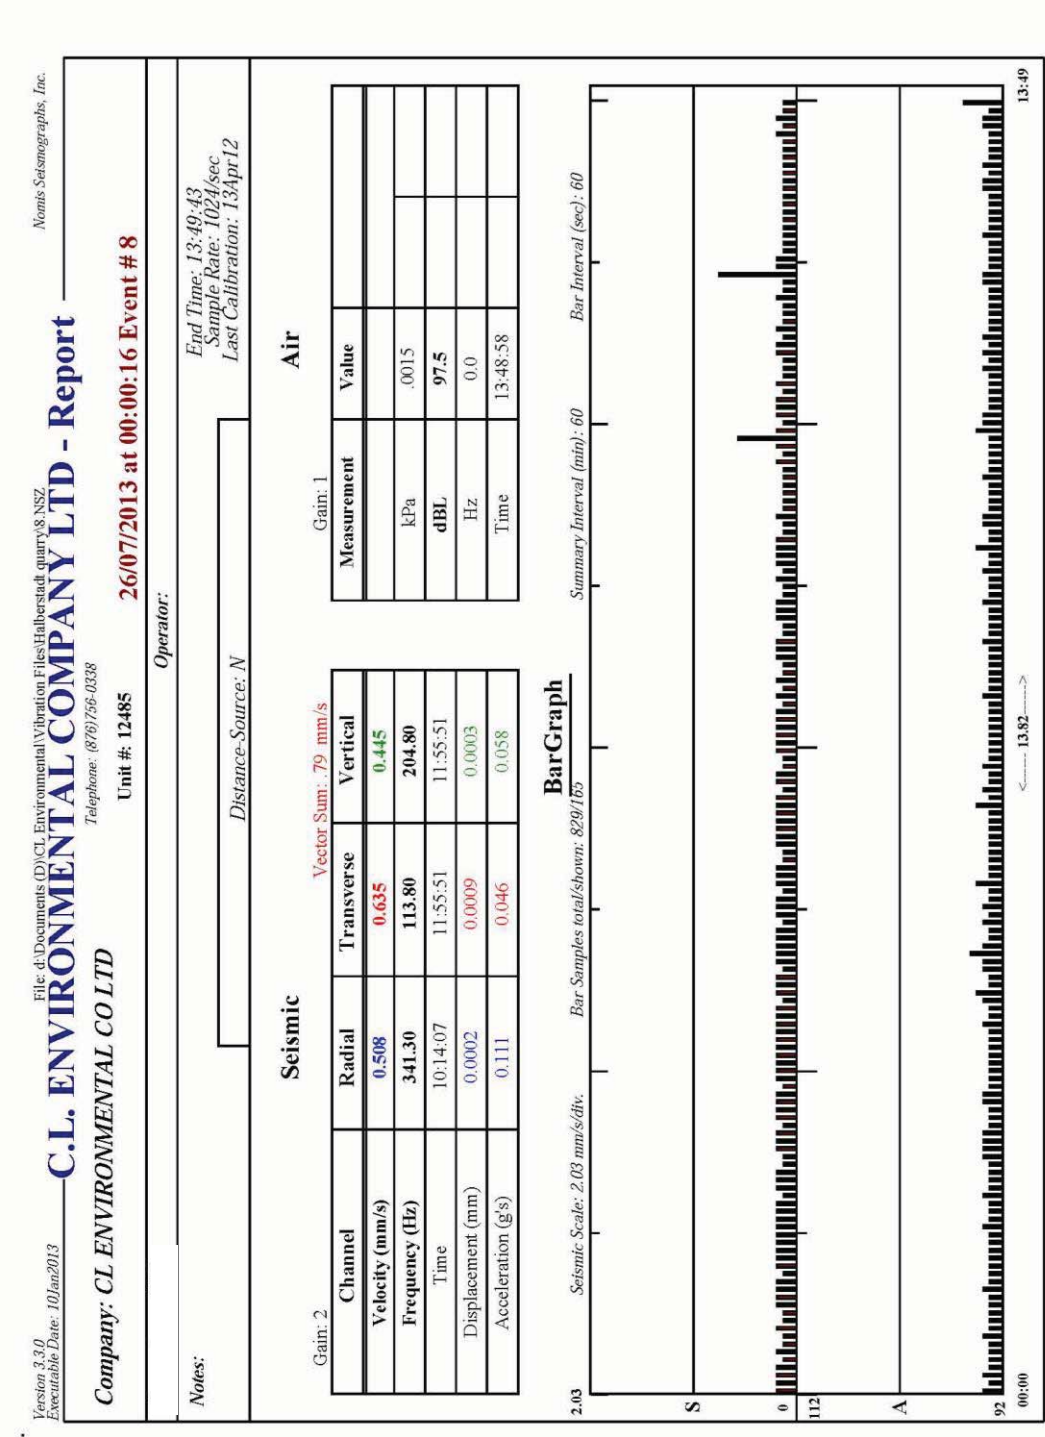 Version 3.3.0
Executable Date: 10Jan2013
File: d:\Documents (D)\CL Environmental\Vibration Files\Halberstadt quarry\8.NSZ
Nomis Seismographs, Inc.
C.L. ENVIRONMENTAL COMPANY LTD - Report
Telephone: (876)756-0338
Company: CL ENVIRONMENTAL CO LTD
Unit #: 12485
26/07/2013 at 00:00:16 Event # 8
Operator:
Notes:
End Time: 13:49:43
Sample Rate: 1024/sec
Last Calibration: 13Apr12
Distance-Source: N
Seismic
Air
Gain: 2
Vector Sum: .79 mm/s
Gain: 1
Channel Radial Transverse Vertical
Velocity (mm/s) 0.508 0.635 0.445
Frequency (Hz) 341.30 113.80 204.80
Time 10:14:07 11:55:51 11:55:51
Displacement (mm) 0.0002 0.0009 0.0003
Acceleration (g's) 0.111 0.046 0.058
Measurement Value
kPa .0015
dBL 97.5
Hz 0.0
Time 13:48:58
BarGraph
Seismic Scale: 2.03 mm/s/div. Bar Samples total/shown: 829/165 Summary Interval (min): 60 Bar Interval (sec): 60
2.03
S
0
112
A
92
00:00 <------ 13.82------> 13:49